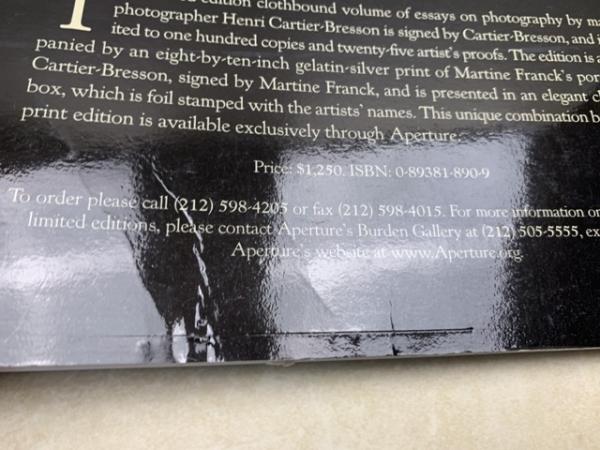 T
edition clothbound volume of essays on photography by
photographer Henri Cartier-Bresson is signed by Cartier-Bresson, and
ited to one hundred copies and twenty-five artist's proofs. The edition is
panied by an eight-by-ten-inch gelatin-silver print of Martine Franck's
Cartier-Bresson, signed by Martine Franck, and is presented in an elegant
box, which is foil stamped with the artists' names. This unique combination
print edition is available exclusively through Aperture.
Price: $1,250. ISBN: 0-89381-890-9
To order please call (212) 598-4205 or fax (212) 598-4015. For more information
limited editions, please contact Aperture's Burden Gallery at (212) 505-5555,
Aperture's website at www.Aperture.org.